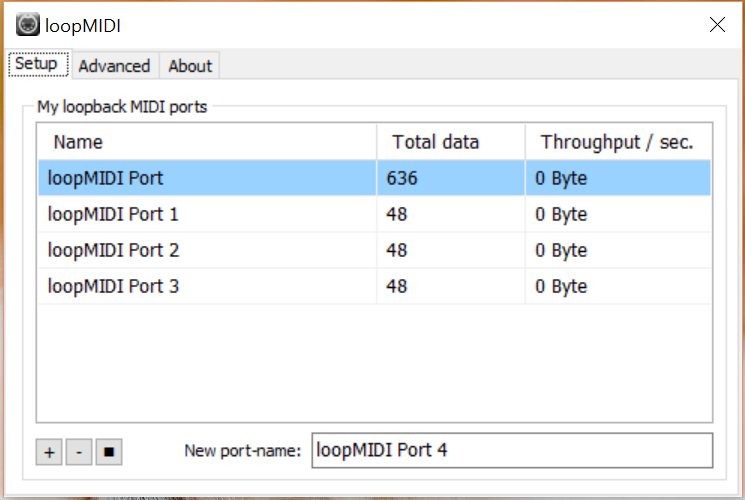 loopMIDI
Setup Advanced About
My loopback MIDI ports
Name Total data Throughput / sec.
loopMIDI Port 636 0 Byte
loopMIDI Port 1 48 0 Byte
loopMIDI Port 2 48 0 Byte
loopMIDI Port 3 48 0 Byte
+ - ■ New port-name: loopMIDI Port 4